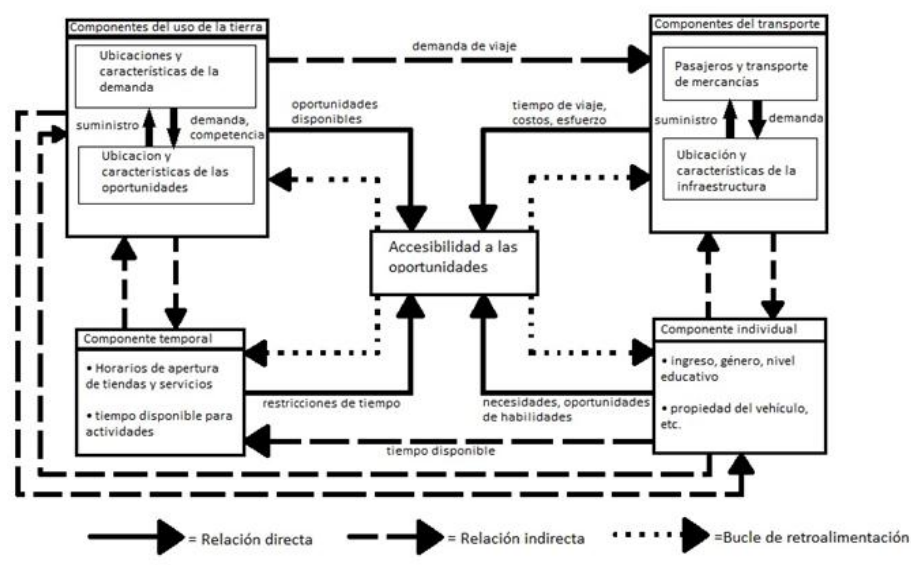 Componentes del uso de la tierra
Ubicaciones y
características de la
demanda
suministro
demanda,
competencia
Ubicacion y
caracteristicas de las
oportunidades
demanda de viaje
oportunidades
disponibles
tiempo de viaje,
costos, esfuerzo
Componentes del transporte
Pasajeros y transporte
de mercancías
suministro
demanda
Ubicación y
características de la
infraestructura
Accesibilidad a las
oportunidades
Componente temporal
• Horarios de apertura
de tiendas y servicios
• tiempo disponible para
actividades
restricciones de tiempo
necesidades, oportunidades
de habilidades
Componente individual
• ingreso, género, nivel
educativo
• propiedad del vehículo,
etc.
tiempo disponible
= Relación directa
= Relación indirecta
=Bucle de retroalimentación